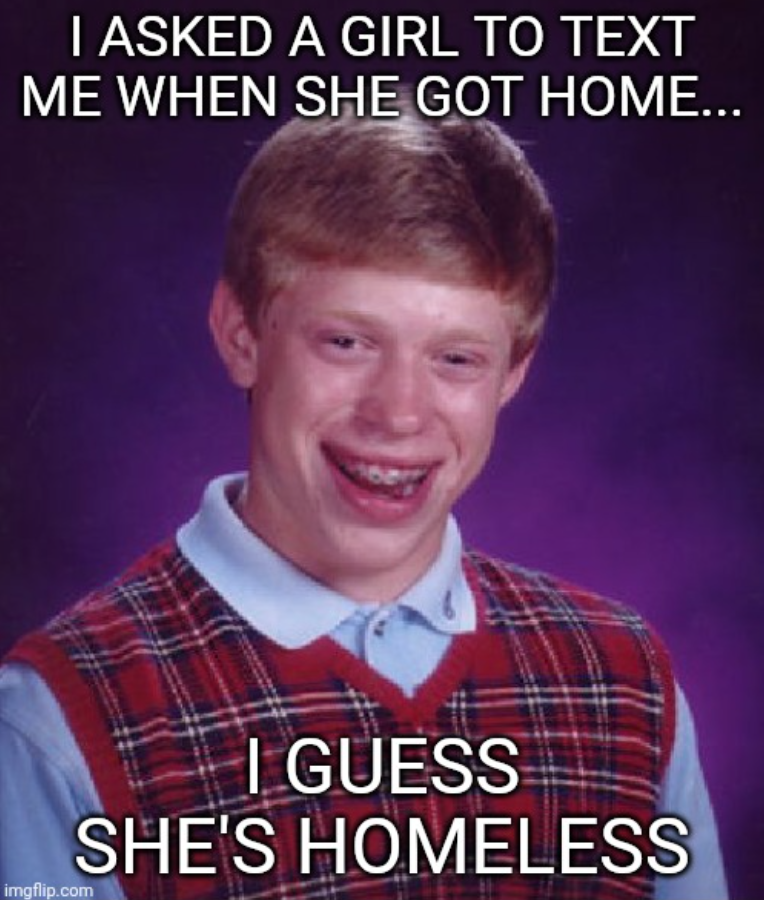 I ASKED A GIRL TO TEXT
ME WHEN SHE GOT HOME...
I GUESS
SHE'S HOMELESS
imgflip.com